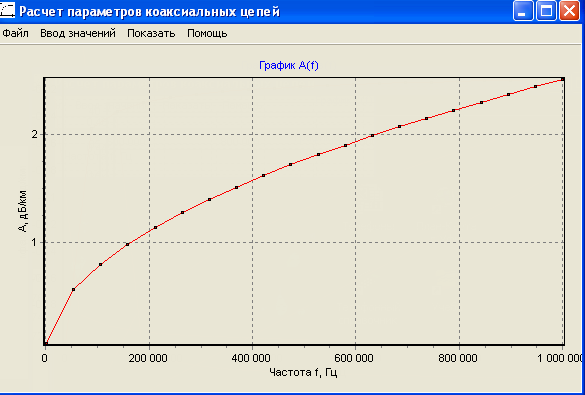 Расчет параметров коаксиальных цепей
Файл Ввод значений Показать Помощь
График A(f)
A, дБ/км
2
1
0 200 000 400 000 600 000 800 000 1 000 000
Частота f, Гц